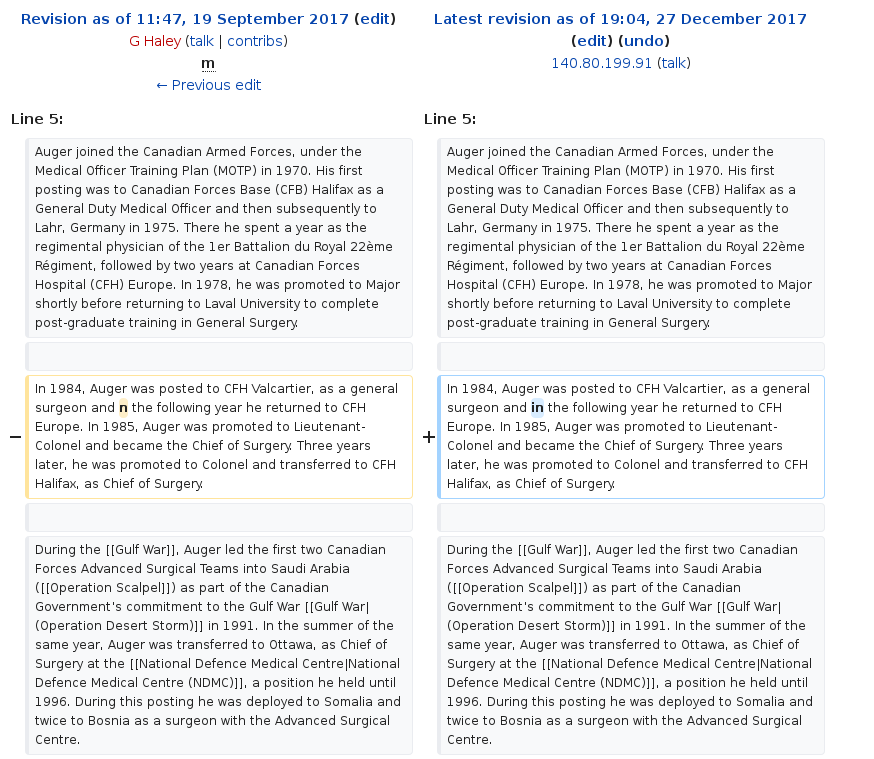 Revision as of 11:47, 19 September 2017 (edit)
G Haley (talk | contribs)
m
← Previous edit
Latest revision as of 19:04, 27 December 2017
(edit) (undo)
140.80.199.91 (talk)
Line 5:
Line 5:
Auger joined the Canadian Armed Forces, under the
Medical Officer Training Plan (MOTP) in 1970. His first
posting was to Canadian Forces Base (CFB) Halifax as a
General Duty Medical Officer and then subsequently to
Lahr, Germany in 1975. There he spent a year as the
regimental physician of the 1er Battalion du Royal 22ème
Régiment, followed by two years at Canadian Forces
Hospital (CFH) Europe. In 1978, he was promoted to Major
shortly before returning to Laval University to complete
post-graduate training in General Surgery.
Auger joined the Canadian Armed Forces, under the
Medical Officer Training Plan (MOTP) in 1970. His first
posting was to Canadian Forces Base (CFB) Halifax as a
General Duty Medical Officer and then subsequently to
Lahr, Germany in 1975. There he spent a year as the
regimental physician of the 1er Battalion du Royal 22ème
Régiment, followed by two years at Canadian Forces
Hospital (CFH) Europe. In 1978, he was promoted to Major
shortly before returning to Laval University to complete
post-graduate training in General Surgery.
−
In 1984, Auger was posted to CFH Valcartier, as a general
surgeon and n the following year he returned to CFH
Europe. In 1985, Auger was promoted to Lieutenant-
Colonel and became the Chief of Surgery. Three years
later, he was promoted to Colonel and transferred to CFH
Halifax, as Chief of Surgery.
+
In 1984, Auger was posted to CFH Valcartier, as a general
surgeon and in the following year he returned to CFH
Europe. In 1985, Auger was promoted to Lieutenant-
Colonel and became the Chief of Surgery. Three years
later, he was promoted to Colonel and transferred to CFH
Halifax, as Chief of Surgery.
During the [[Gulf War]], Auger led the first two Canadian
Forces Advanced Surgical Teams into Saudi Arabia
([[Operation Scalpel]]) as part of the Canadian
Government's commitment to the Gulf War [[Gulf War|
(Operation Desert Storm)]] in 1991. In the summer of the
same year, Auger was transferred to Ottawa, as Chief of
Surgery at the [[National Defence Medical Centre|National
Defence Medical Centre (NDMC)]], a position he held until
1996. During this posting he was deployed to Somalia and
twice to Bosnia as a surgeon with the Advanced Surgical
Centre.
During the [[Gulf War]], Auger led the first two Canadian
Forces Advanced Surgical Teams into Saudi Arabia
([[Operation Scalpel]]) as part of the Canadian
Government's commitment to the Gulf War [[Gulf War|
(Operation Desert Storm)]] in 1991. In the summer of the
same year, Auger was transferred to Ottawa, as Chief of
Surgery at the [[National Defence Medical Centre|National
Defence Medical Centre (NDMC)]], a position he held until
1996. During this posting he was deployed to Somalia and
twice to Bosnia as a surgeon with the Advanced Surgical
Centre.